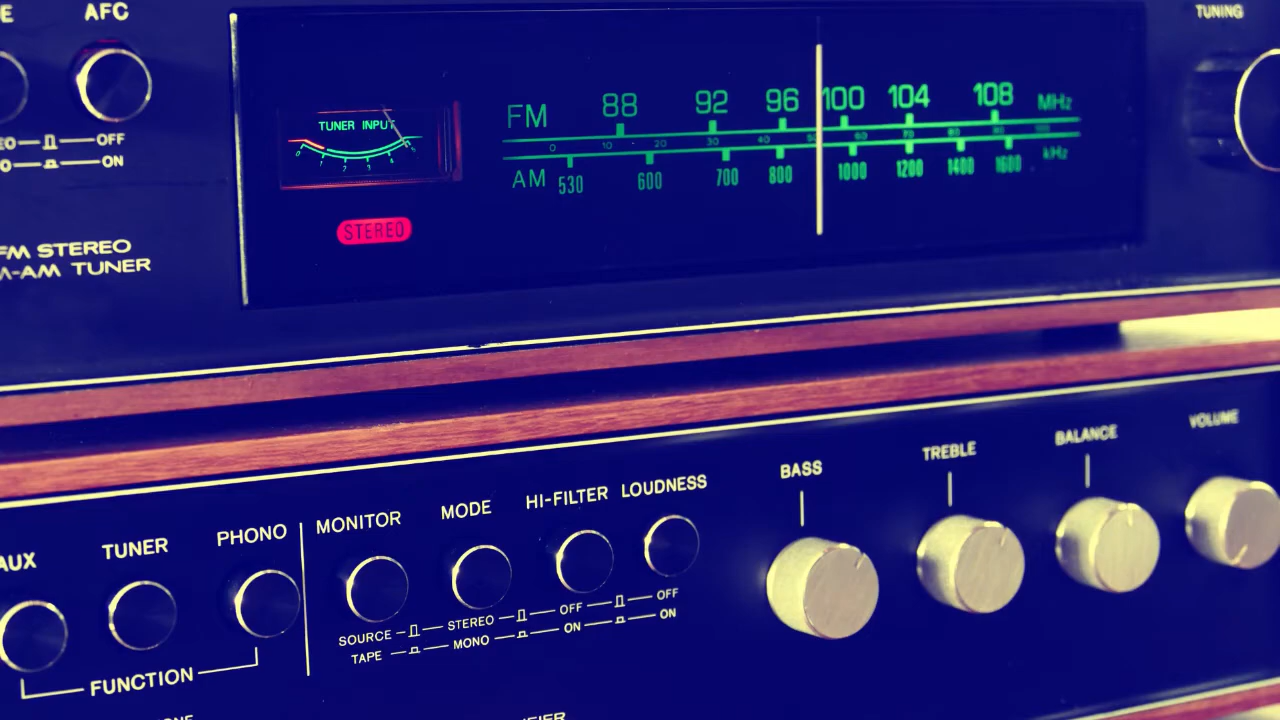 AFC
TUNING
OFF
ON
FM STEREO
AM TUNER
TUNER INPUT
STEREO
FM 88 92 96 100 104 108 MHz
0 10 20 30 40 50 60 70 80 90 100
AM 530 600 700 800 1000 1200 1400 1600 kHz
AUX
TUNER
PHONO
MONITOR
MODE
HI-FILTER
LOUDNESS
BASS
TREBLE
BALANCE
VOLUME
SOURCE STEREO OFF OFF
TAPE MONO ON ON
FUNCTION